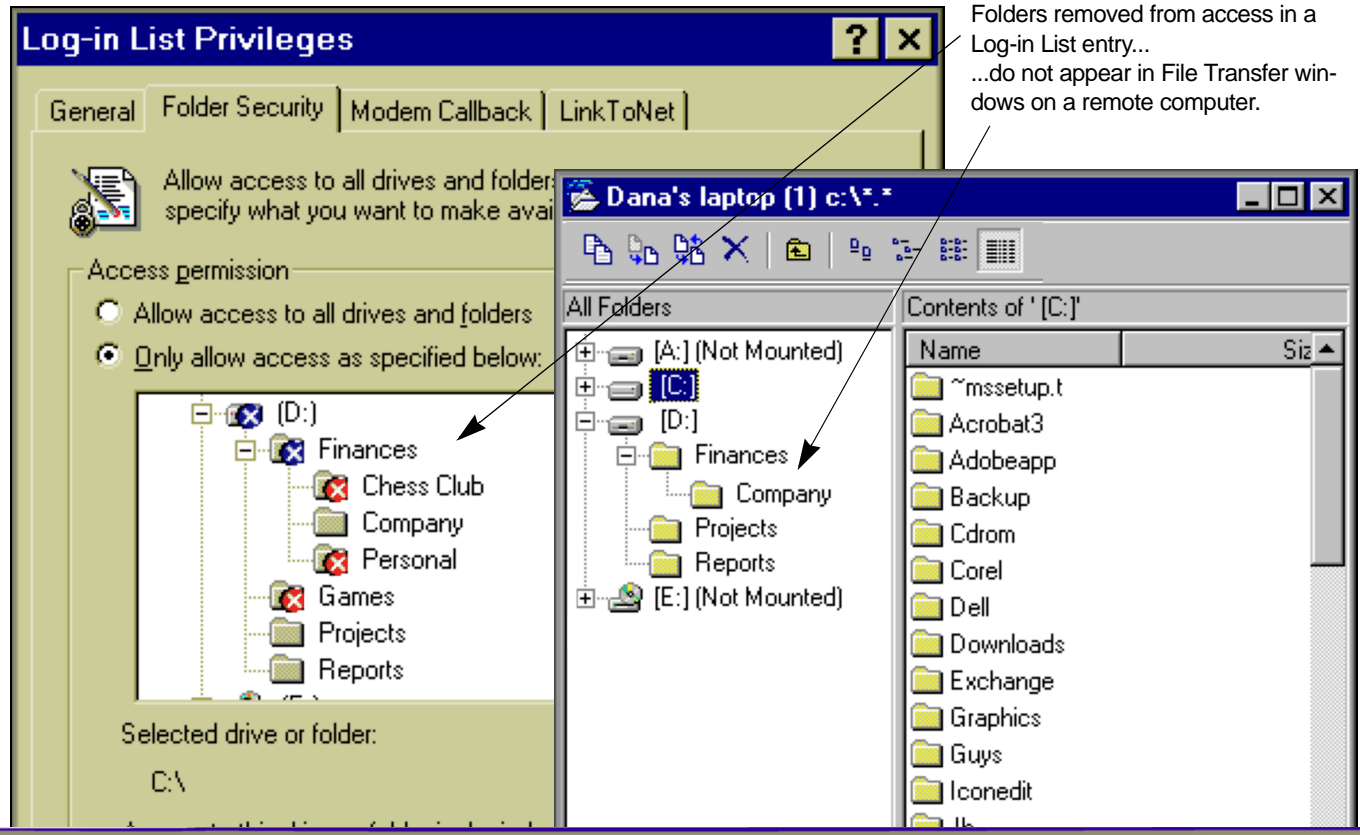 Folders removed from access in a
Log-in List entry...
...do not appear in File Transfer win-
dows on a remote computer.
Log-in List Privileges
General
Folder Security
Modem Callback
LinkToNet
Allow access to all drives and folders
specify what you want to make avai
Access permission
Allow access to all drives and folders
Only allow access as specified below:
(D:)
Finances
Chess Club
Company
Personal
Games
Projects
Reports
Selected drive or folder:
C:\
Dana's laptop (1) c:\*.*
All Folders
[A:] (Not Mounted)
[C:]
[D:]
Finances
Company
Projects
Reports
[E:] (Not Mounted)
Contents of ' [C:]'
Name
Siz
~mssetup.t
Acrobat3
Adobeapp
Backup
Cdrom
Corel
Dell
Downloads
Exchange
Graphics
Guys
Iconedit